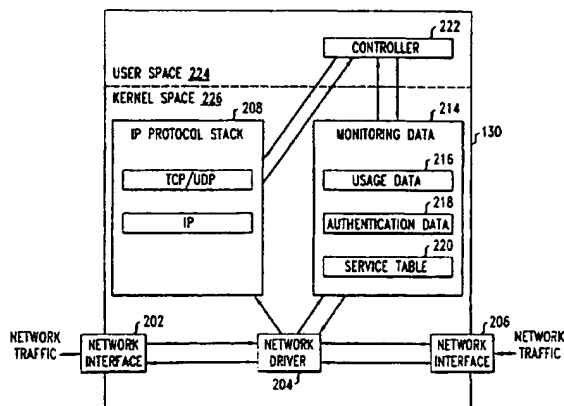 222
CONTROLLER
USER SPACE 224
KERNEL SPACE 226
208
IP PROTOCOL STACK
TCP/UDP
IP
214
MONITORING DATA
130
216
USAGE DATA
218
AUTHENTICATION DATA
220
SERVICE TABLE
NETWORK
TRAFFIC
202
NETWORK
INTERFACE
NETWORK
DRIVER
204
206
NETWORK
INTERFACE
NETWORK
TRAFFIC